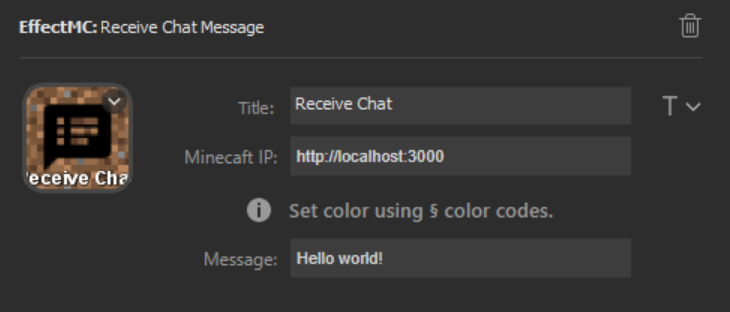 EffectMC: Receive Chat Message
Title:
Receive Chat
T
Minecaft IP:
http://localhost:3000
Set color using § color codes.
Message:
Hello world!
eceive Cha